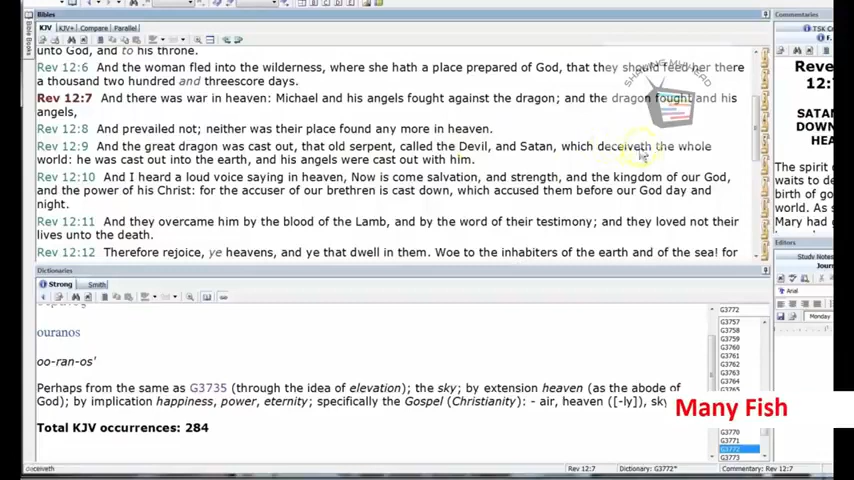 Bibles
Commentaries
KJV KJV+ Compare Parallel
TSK
unto God, and to his throne.
Rev 12:6 And the woman fled into the wilderness, where she hath a place prepared of God, that they should feed her there
a thousand two hundred and threescore days.
Rev 12:7 And there was war in heaven: Michael and his angels fought against the dragon; and the dragon fought and his
angels,
Rev 12:8 And prevailed not; neither was their place found any more in heaven.
Rev 12:9 And the great dragon was cast out, that old serpent, called the Devil, and Satan, which deceiveth the whole
world: he was cast out into the earth, and his angels were cast out with him.
Rev 12:10 And I heard a loud voice saying in heaven, Now is come salvation, and strength, and the kingdom of our God,
and the power of his Christ: for the accuser of our brethren is cast down, which accused them before our God day and
night.
Rev 12:11 And they overcame him by the blood of the Lamb, and by the word of their testimony; and they loved not their
lives unto the death.
Rev 12:12 Therefore rejoice, ye heavens, and ye that dwell in them. Woe to the inhabiters of the earth and of the sea! for
Reve
12:7
SATAN
DOWN
HEA
The spirit
waits to de
birth of go
world. As
Mary had
Editors
Study Notes
Jour
Arial
Monday
Dictionaries
Strong Smith
ouranos
oo-ran-os'
Perhaps from the same as G3735 (through the idea of elevation); the sky; by extension heaven (as the abode of
God); by implication happiness, power, eternity; specifically the Gospel (Christianity): - air, heaven ([-ly]), sky
Total KJV occurrences: 284
G3772
G3757
G3758
G3759
G3760
G3761
G3762
G3763
G3764
G3765
G3770
G3771
G3772
G3773
Many Fish
deceiveth
Rev 12:7
Dictionary: G3772*
Commentary: Rev 12:7